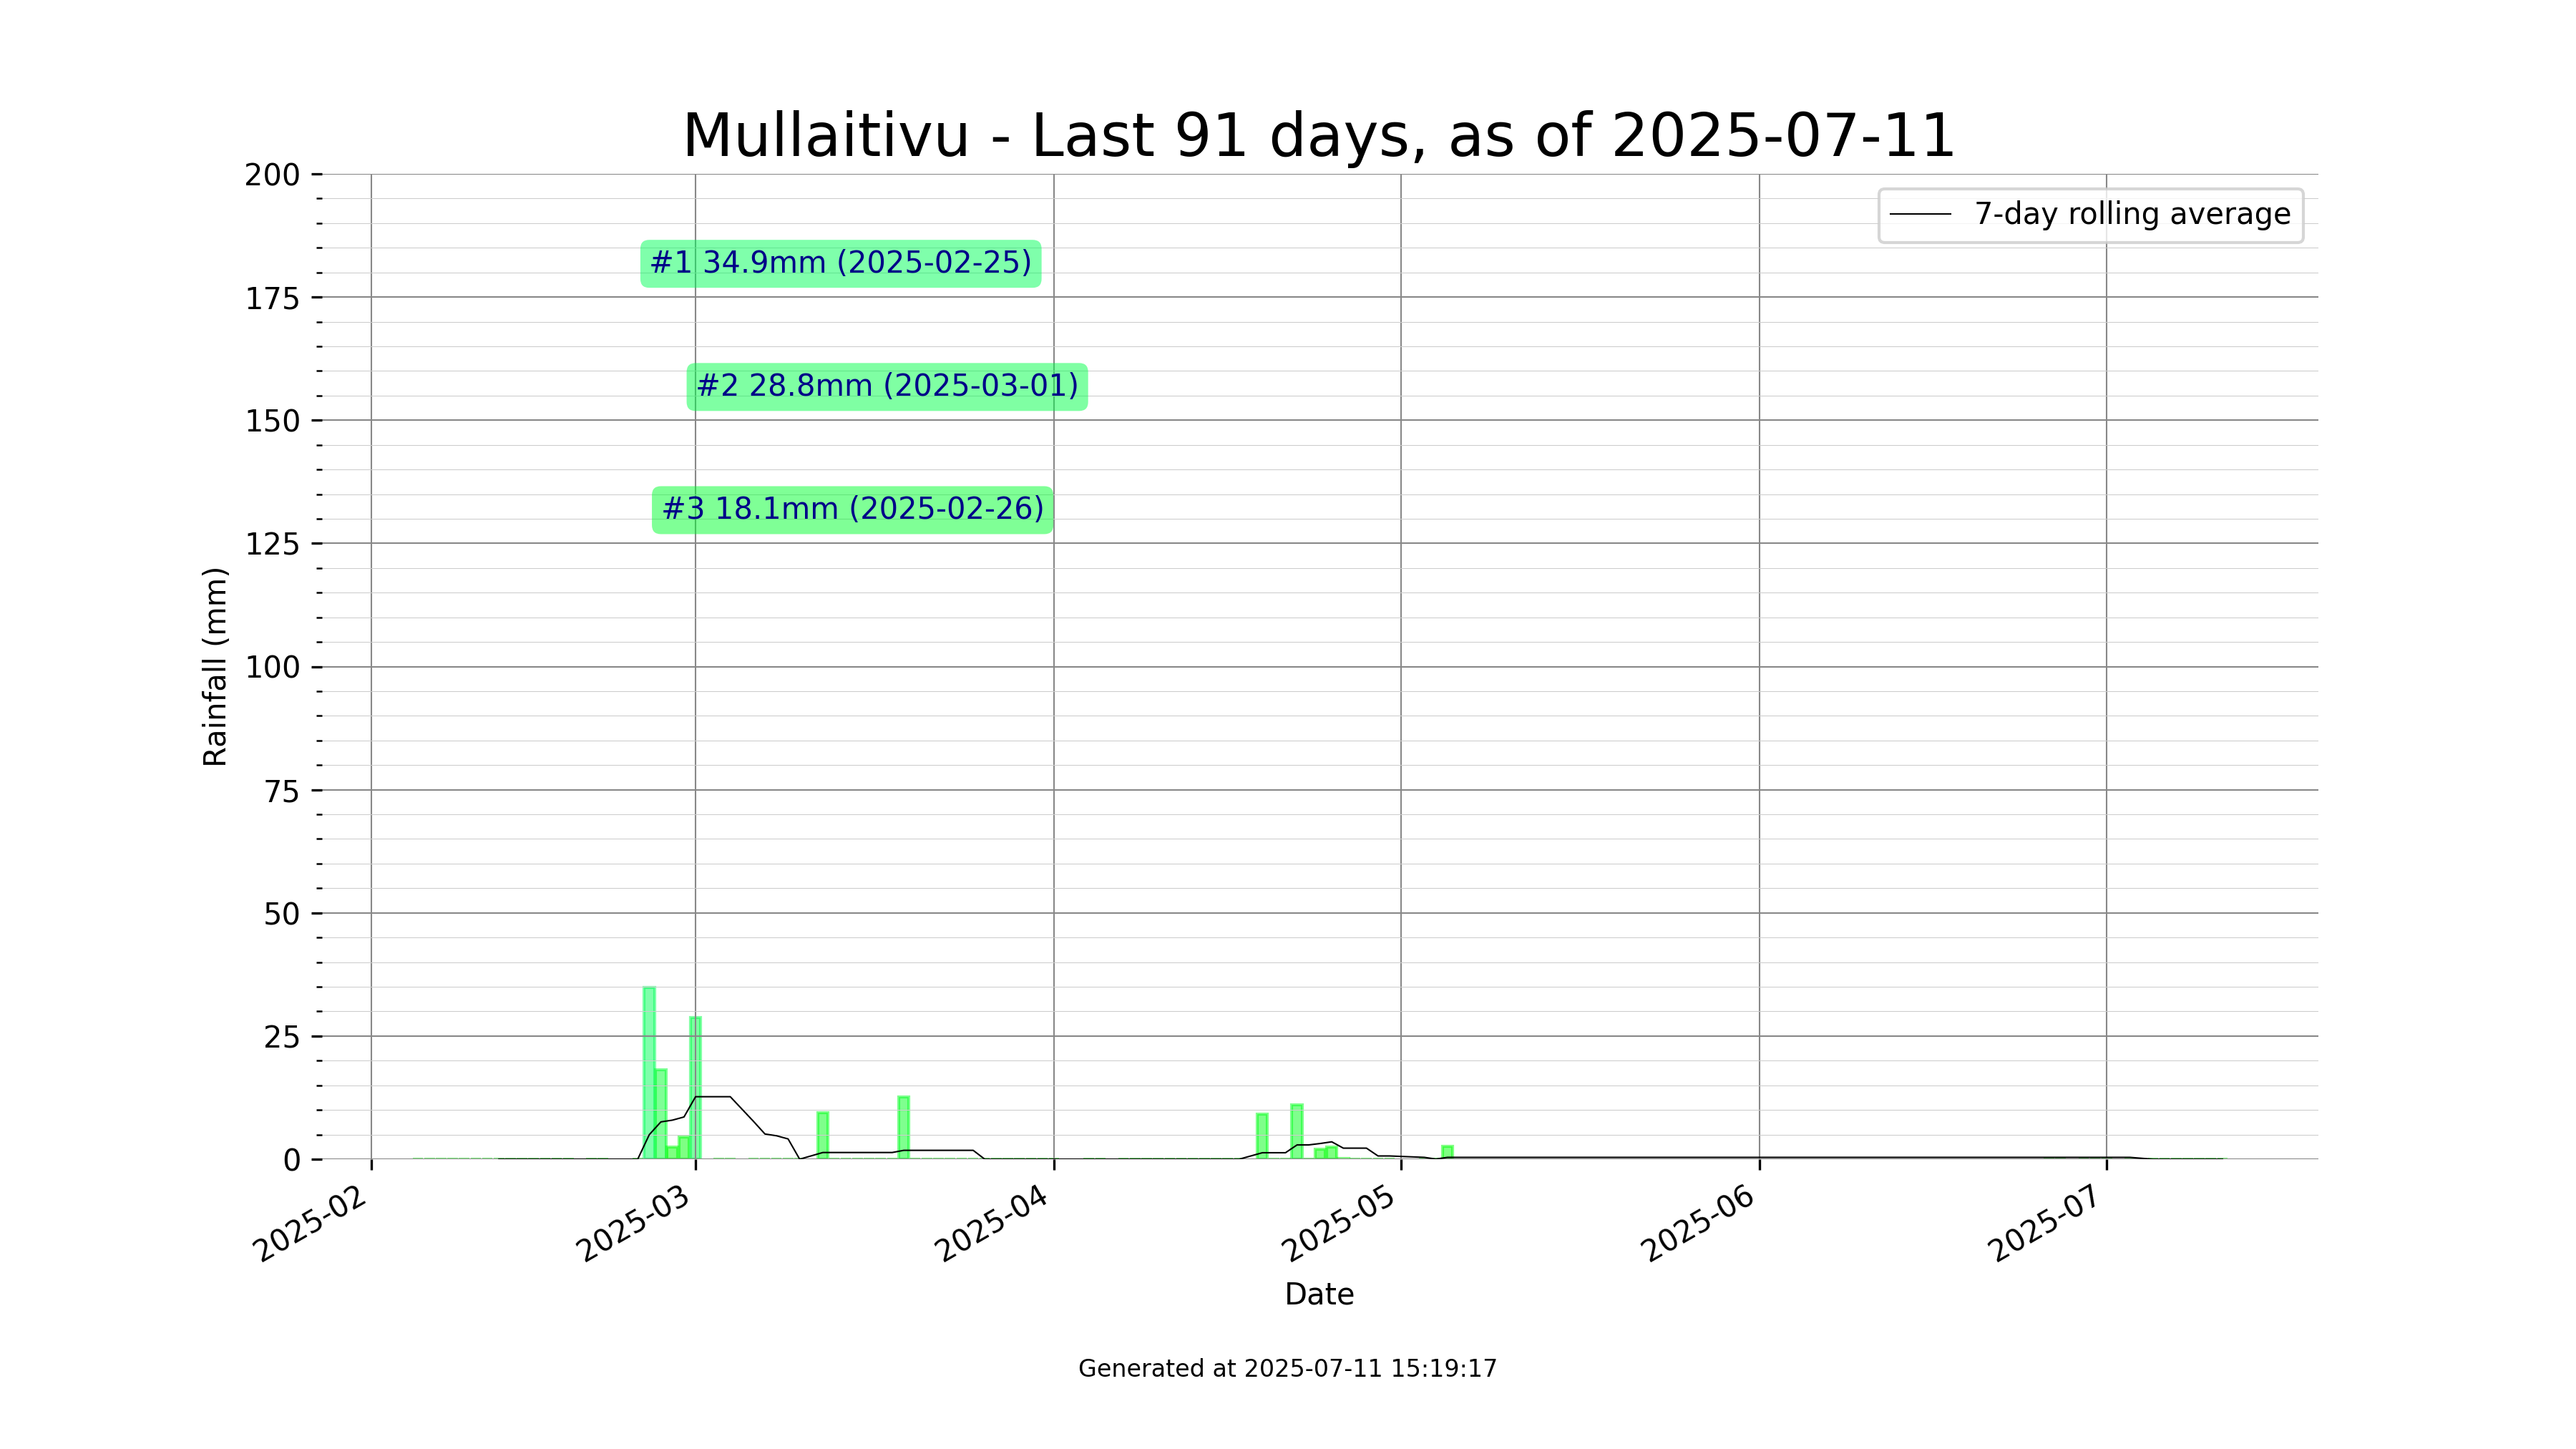 Mullaitivu - Last 91 days, as of 2025-07-11
200
175
150
125
100
75
50
25
0
Rainfall (mm)
7-day rolling average
#1 34.9mm (2025-02-25)
#2 28.8mm (2025-03-01)
#3 18.1mm (2025-02-26)
2025-02
2025-03
2025-04
2025-05
2025-06
2025-07
Date
Generated at 2025-07-11 15:19:17